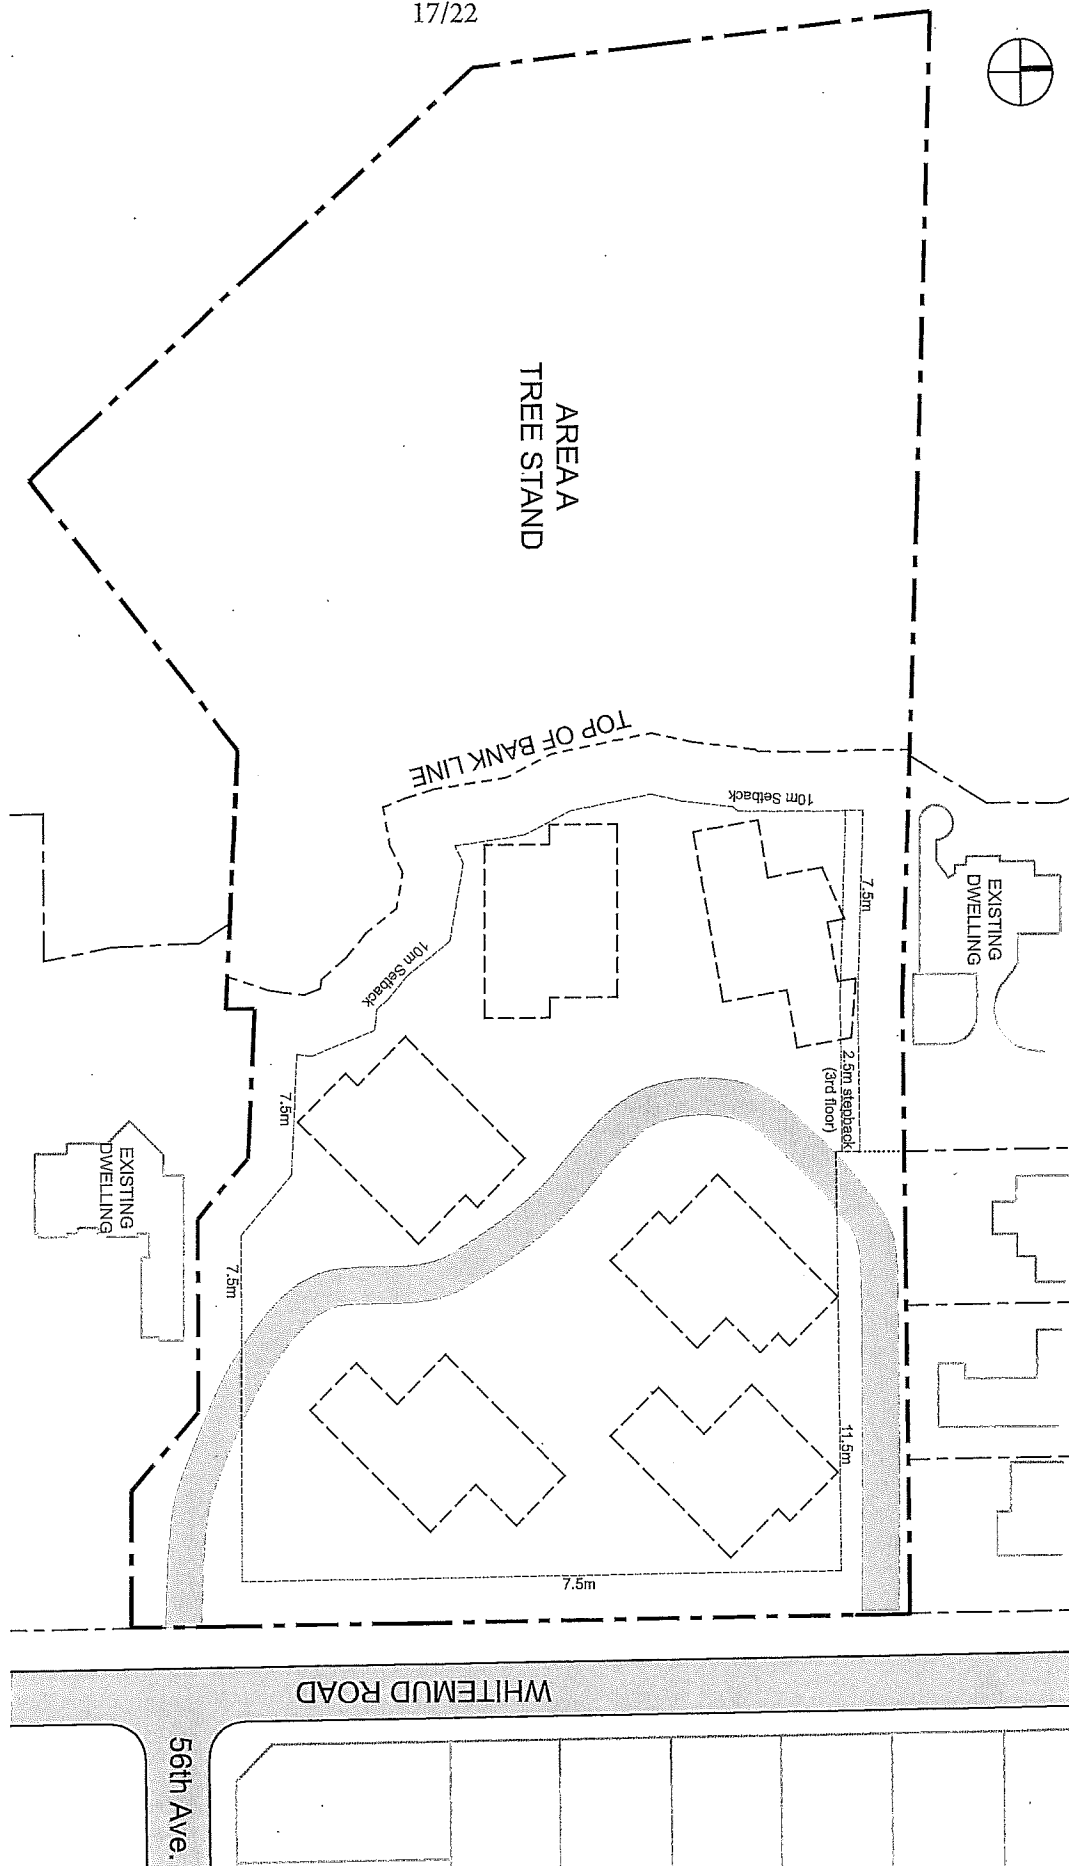 17/22
AREA A
TREE STAND
TOP OF BANK LINE
10m Setback
7.5m
EXISTING
DWELLING
10m Setback
2.5m stepback
(3rd floor)
7.5m
EXISTING
DWELLING
7.5m
11.5m
7.5m
WHITEMUD ROAD
56th Ave.